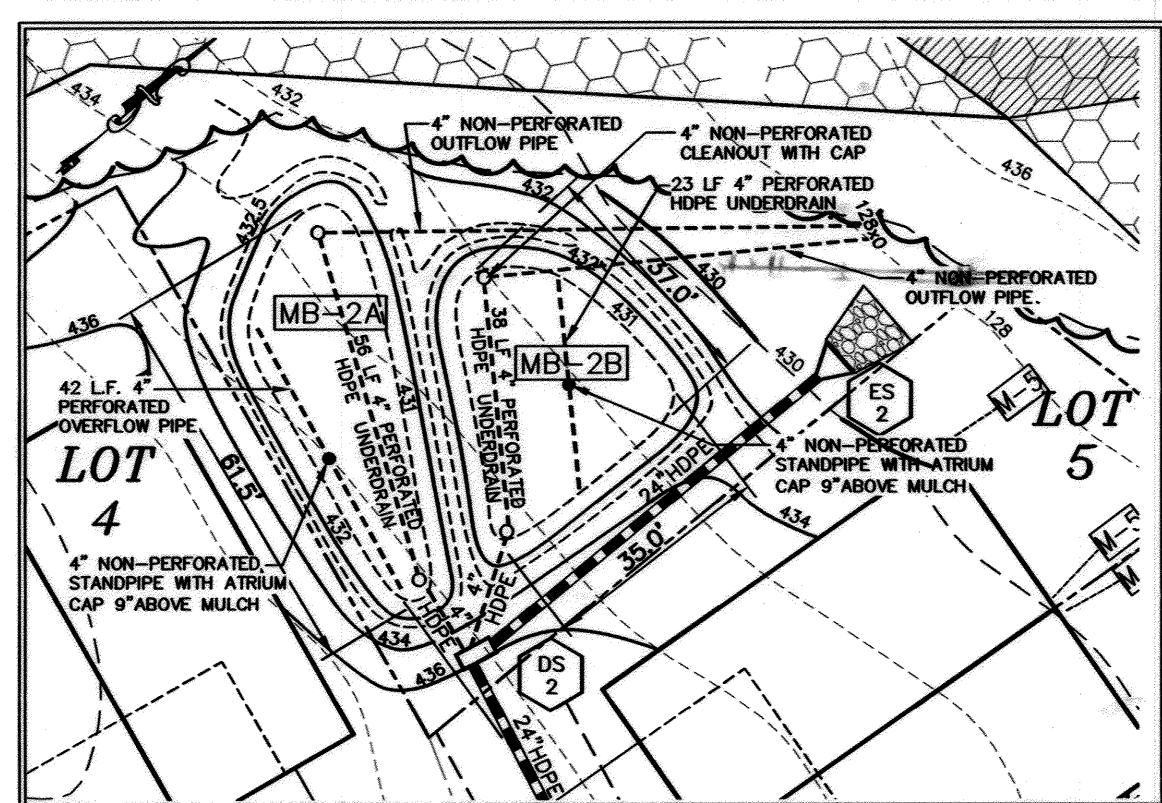 434
432
4" NON-PERFORATED
OUTFLOW PIPE
4" NON-PERFORATED
CLEANOUT WITH CAP
23 LF 4" PERFORATED
HDPE UNDERDRAIN
436
432
432.5
128x0
432
37.0'
430
431
4" NON-PERFORATED
OUTFLOW PIPE.
128
MB-2A
MB-2B
436
56 LF 4" PERFORATED
HDPE UNDERDRAIN
431
38 LF 4" PERFORATED
HDPE UNDERDRAIN
430
42 L.F. 4"
PERFORATED
OVERFLOW PIPE
ES
2
M-5
LOT
5
LOT
4
61.5'
4" NON-PERFORATED
STANDPIPE WITH ATRIUM
CAP 9"ABOVE MULCH
24" HDPE
432
434
35.0'
M-5
4" NON-PERFORATED
STANDPIPE WITH ATRIUM
CAP 9"ABOVE MULCH
4"
HDPE
4"
HDPE
434
436
DS
2
24"HDPE